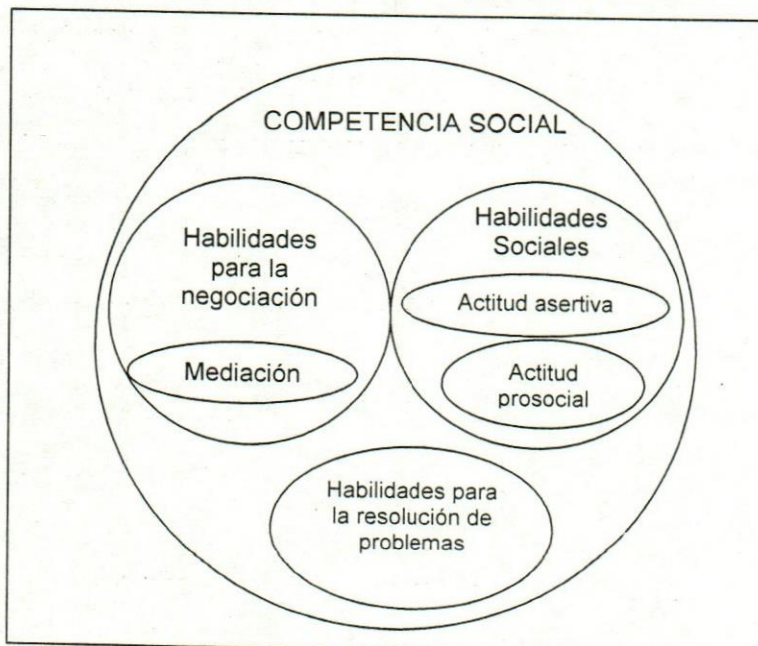 COMPETENCIA SOCIAL
Habilidades
para la
negociación
Mediación
Habilidades
Sociales
Actitud asertiva
Actitud
prosocial
Habilidades para
la resolución de
problemas